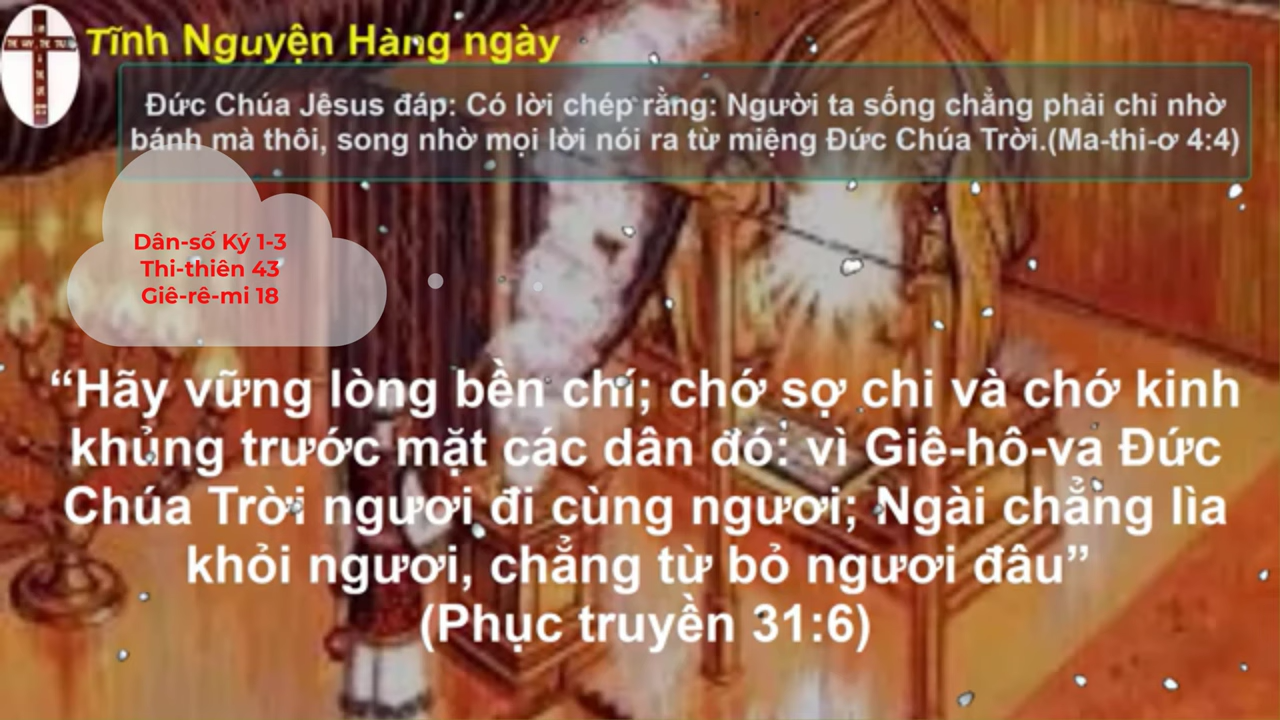 Tĩnh Nguyện Hàng ngày
Đức Chúa Jêsus đáp: Có lời chép rằng: Người ta sống chẳng phải chỉ nhờ
bánh mà thôi, song nhờ mọi lời nói ra từ miệng Đức Chúa Trời.(Ma-thi-ơ 4:4)
Dân-số Ký 1-3
Thi-thiên 43
Giê-rê-mi 18
“Hãy vững lòng bền chí; chớ sợ chi và chớ kinh
khủng trước mặt các dân đó: vì Giê-hô-va Đức
Chúa Trời ngươi đi cùng ngươi; Ngài chẳng lìa
khỏi ngươi, chẳng từ bỏ ngươi đâu”
(Phục truyền 31:6)